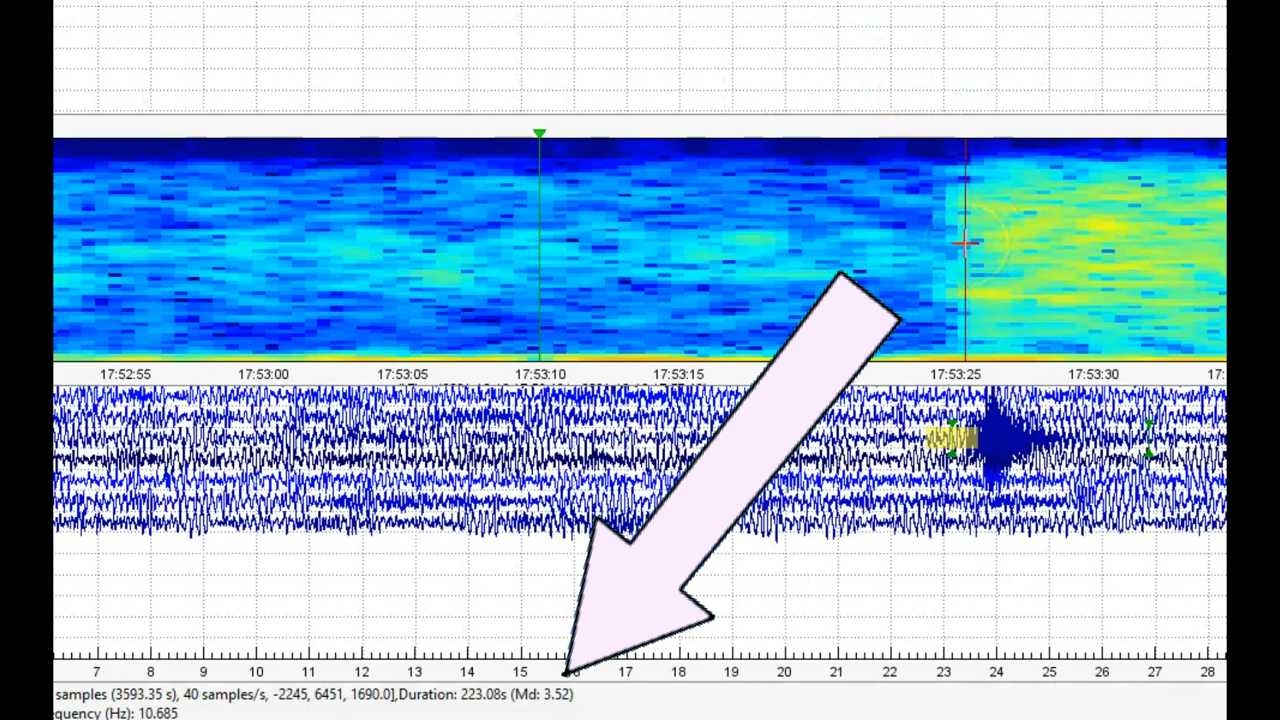 17:52:55 17:53:00 17:53:05 17:53:10 17:53:15 17:53:25 17:53:30 17:
7 8 9 10 11 12 13 14 15 16 17 18 19 20 21 22 23 24 25 26 27 28
samples (3593.35 s), 40 samples/s, -2245, 6451, 1690.0],Duration: 223.08s (Md: 3.52)
equency (Hz): 10.685